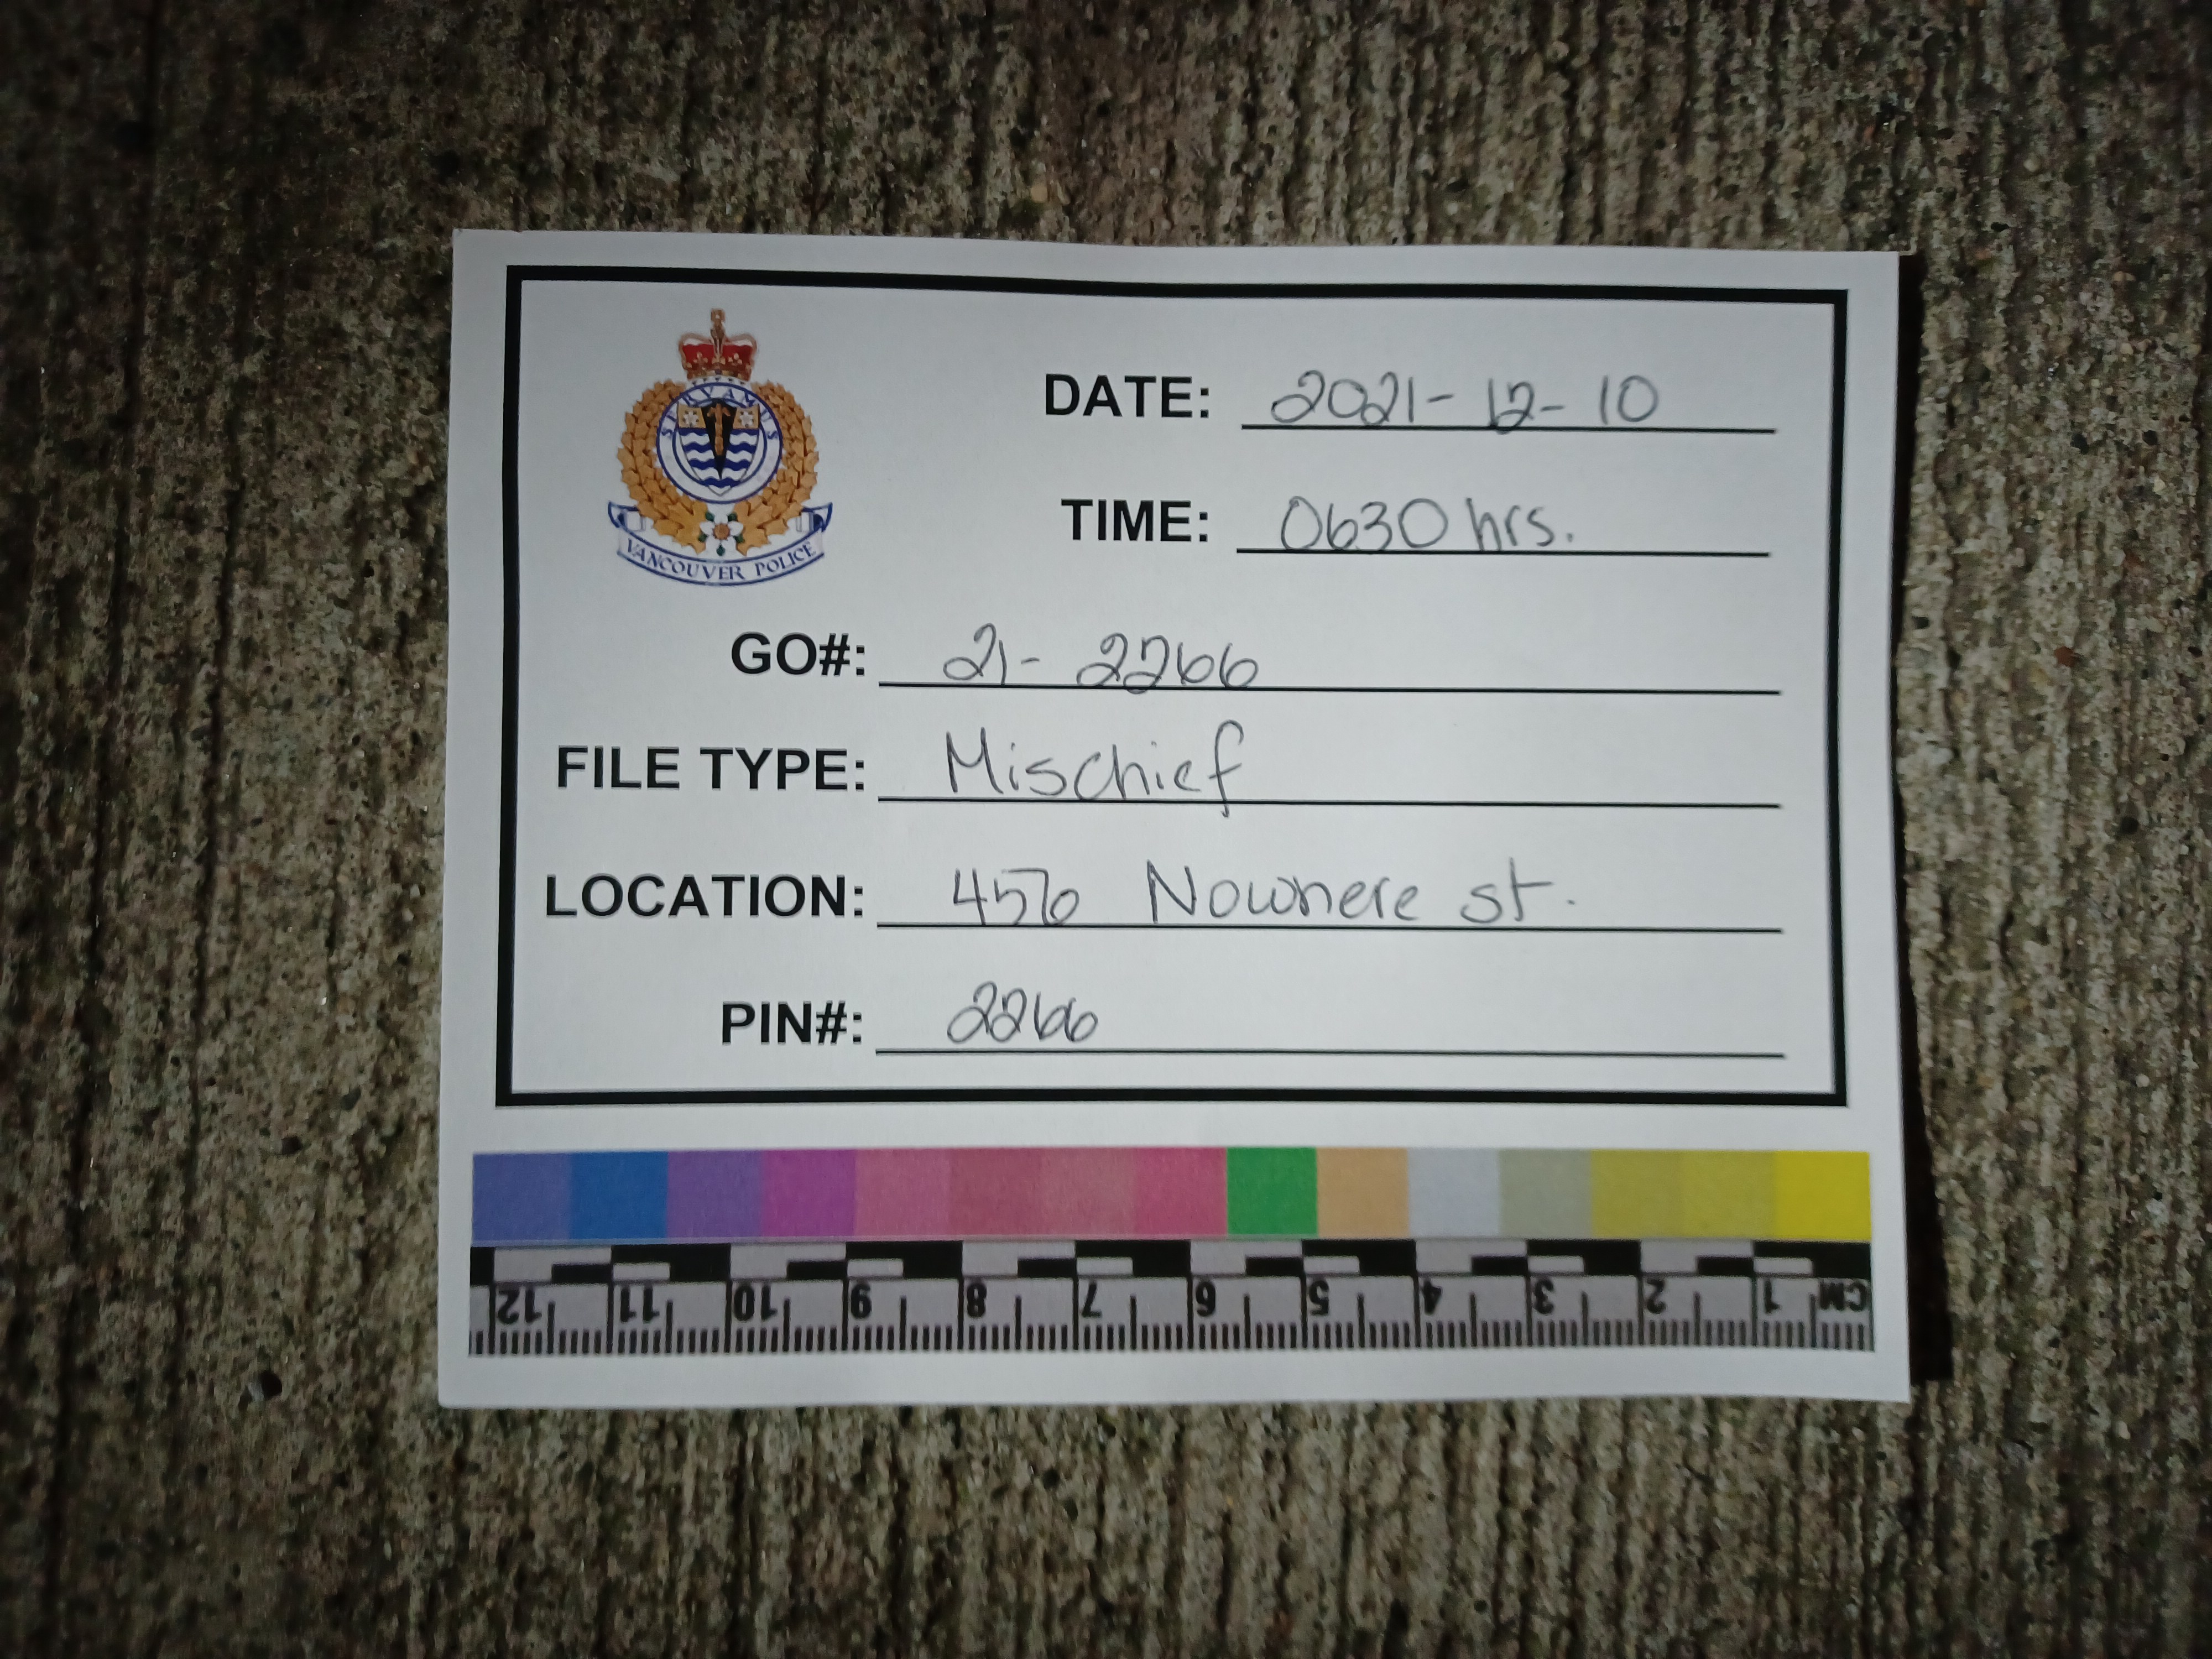 SERVAMUS
VANCOUVER POLICE
DATE: 2021-12-10
TIME: 0630 hrs.
GO#: 21-2266
FILE TYPE: Mischief
LOCATION: 456 Nowhere st.
PIN#: 2266
12 11 10 9 8 7 6 5 4 3 2 1 CM